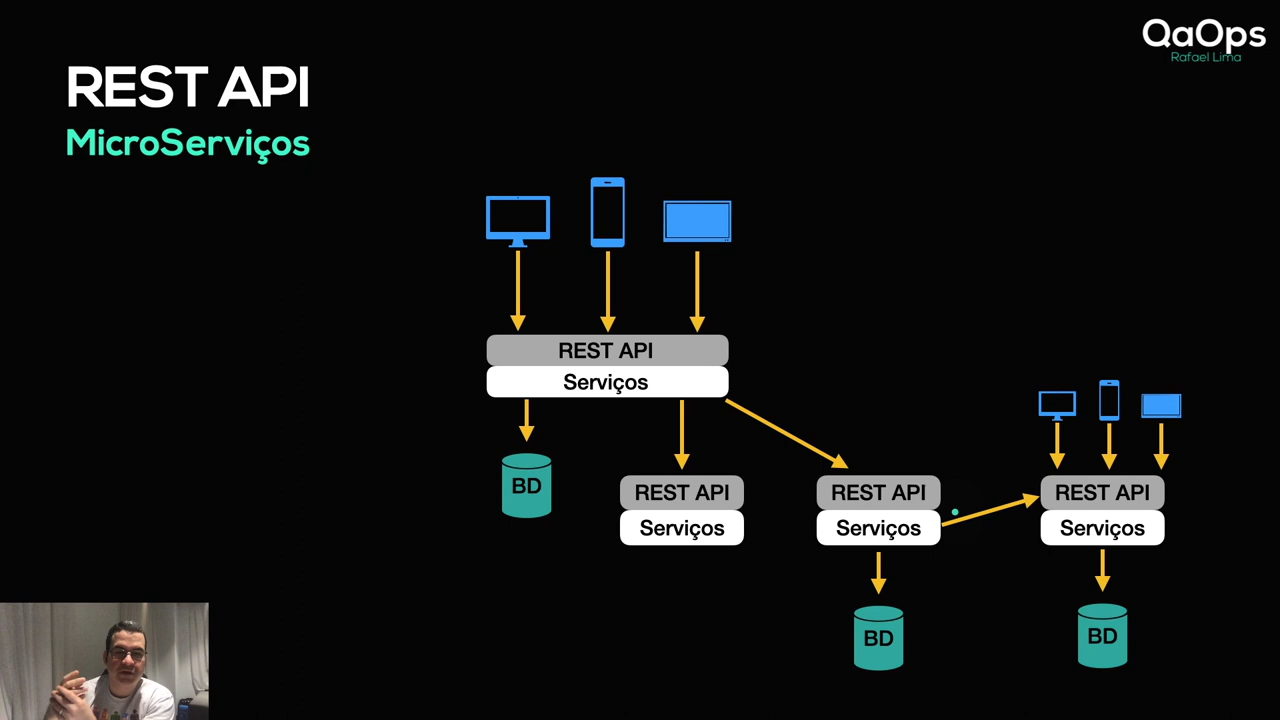 QaOps
Rafael Lima
REST API
MicroServiços
REST API
Serviços
BD
REST API
Serviços
REST API
Serviços
REST API
Serviços
BD
BD